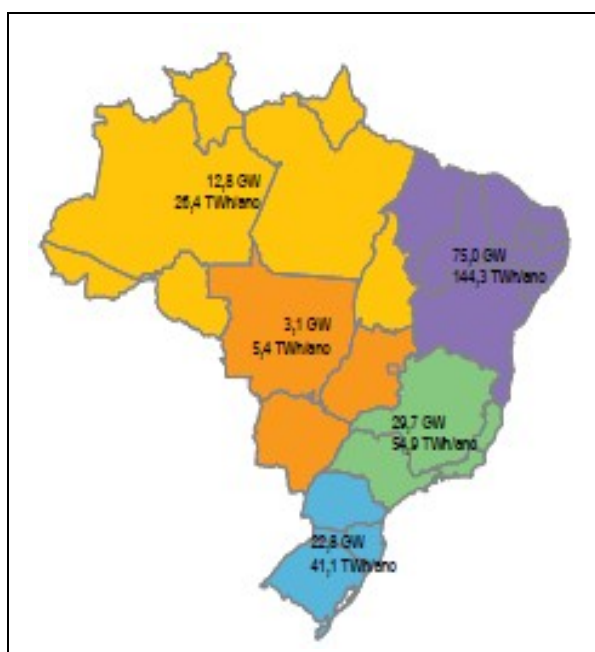 12,8 GW
26,4 TWh/ano
75,0 GW
144,3 TWh/ano
3,1 GW
5,4 TWh/ano
29,7 GW
54,9 TWh/ano
22,8 GW
41,1 TWh/ano